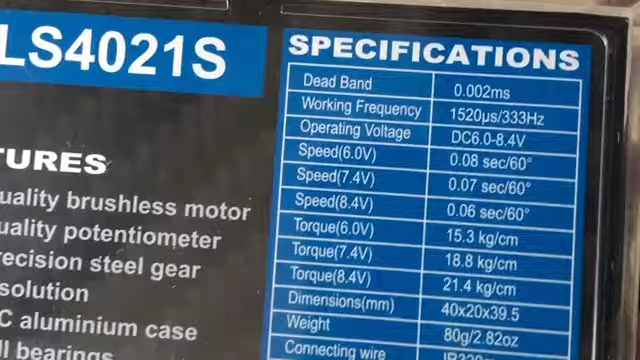 LS4021S
SPECIFICATIONS
Dead Band 0.002ms
Working Frequency 1520μs/333Hz
Operating Voltage DC6.0-8.4V
Speed(6.0V) 0.08 sec/60°
Speed(7.4V) 0.07 sec/60°
Speed(8.4V) 0.06 sec/60°
Torque(6.0V) 15.3 kg/cm
Torque(7.4V) 18.8 kg/cm
Torque(8.4V) 21.4 kg/cm
Dimensions(mm) 40x20x39.5
Weight 80g/2.82oz
Connecting wire
TURES
uality brushless motor
uality potentiometer
recision steel gear
solution
C aluminium case
ll bearings